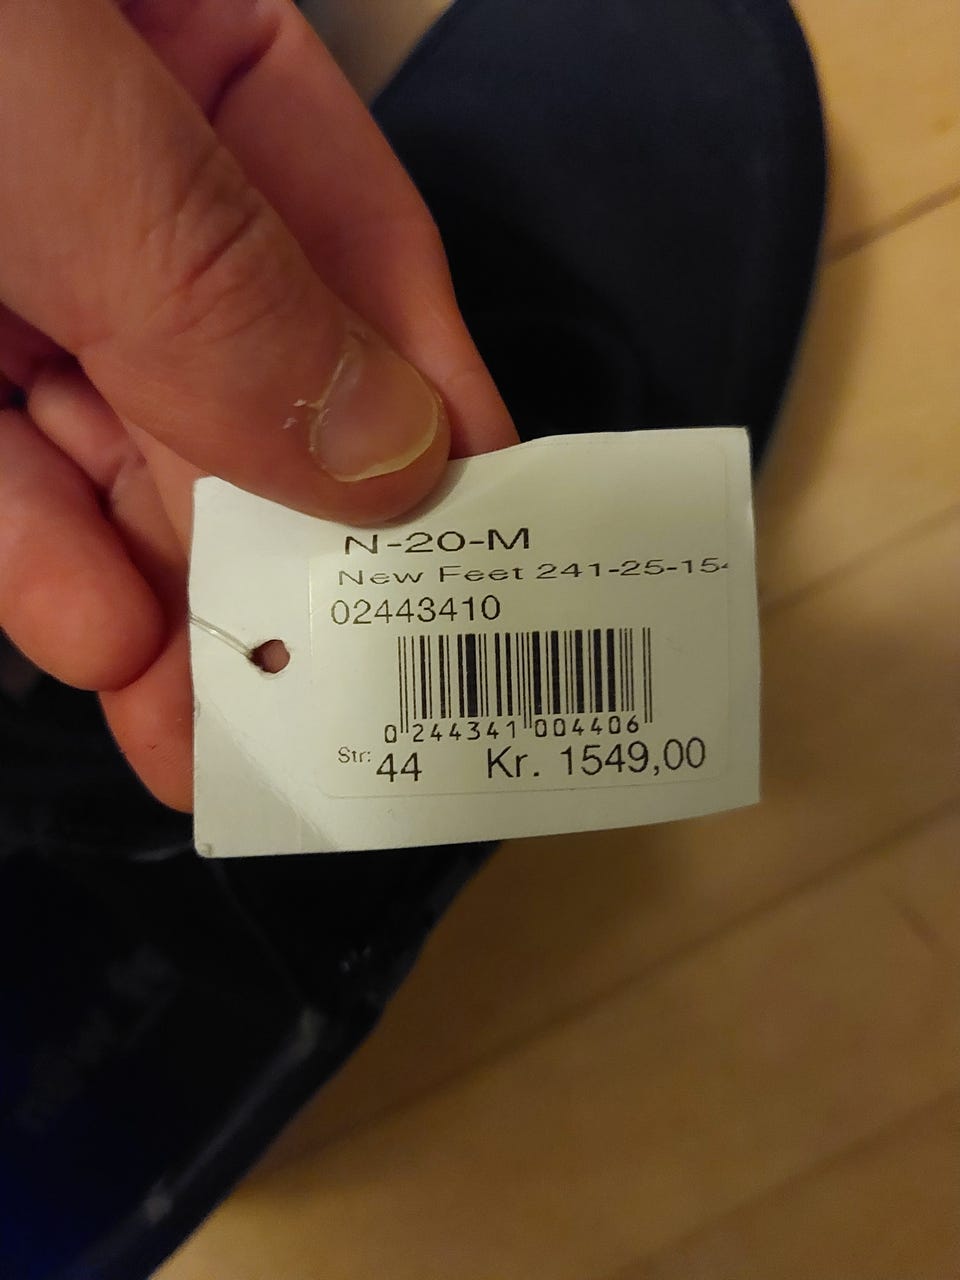 N-20-M
New Feet 241-25-15
02443410
0 244341 004406
Str: 44 Kr. 1549,00